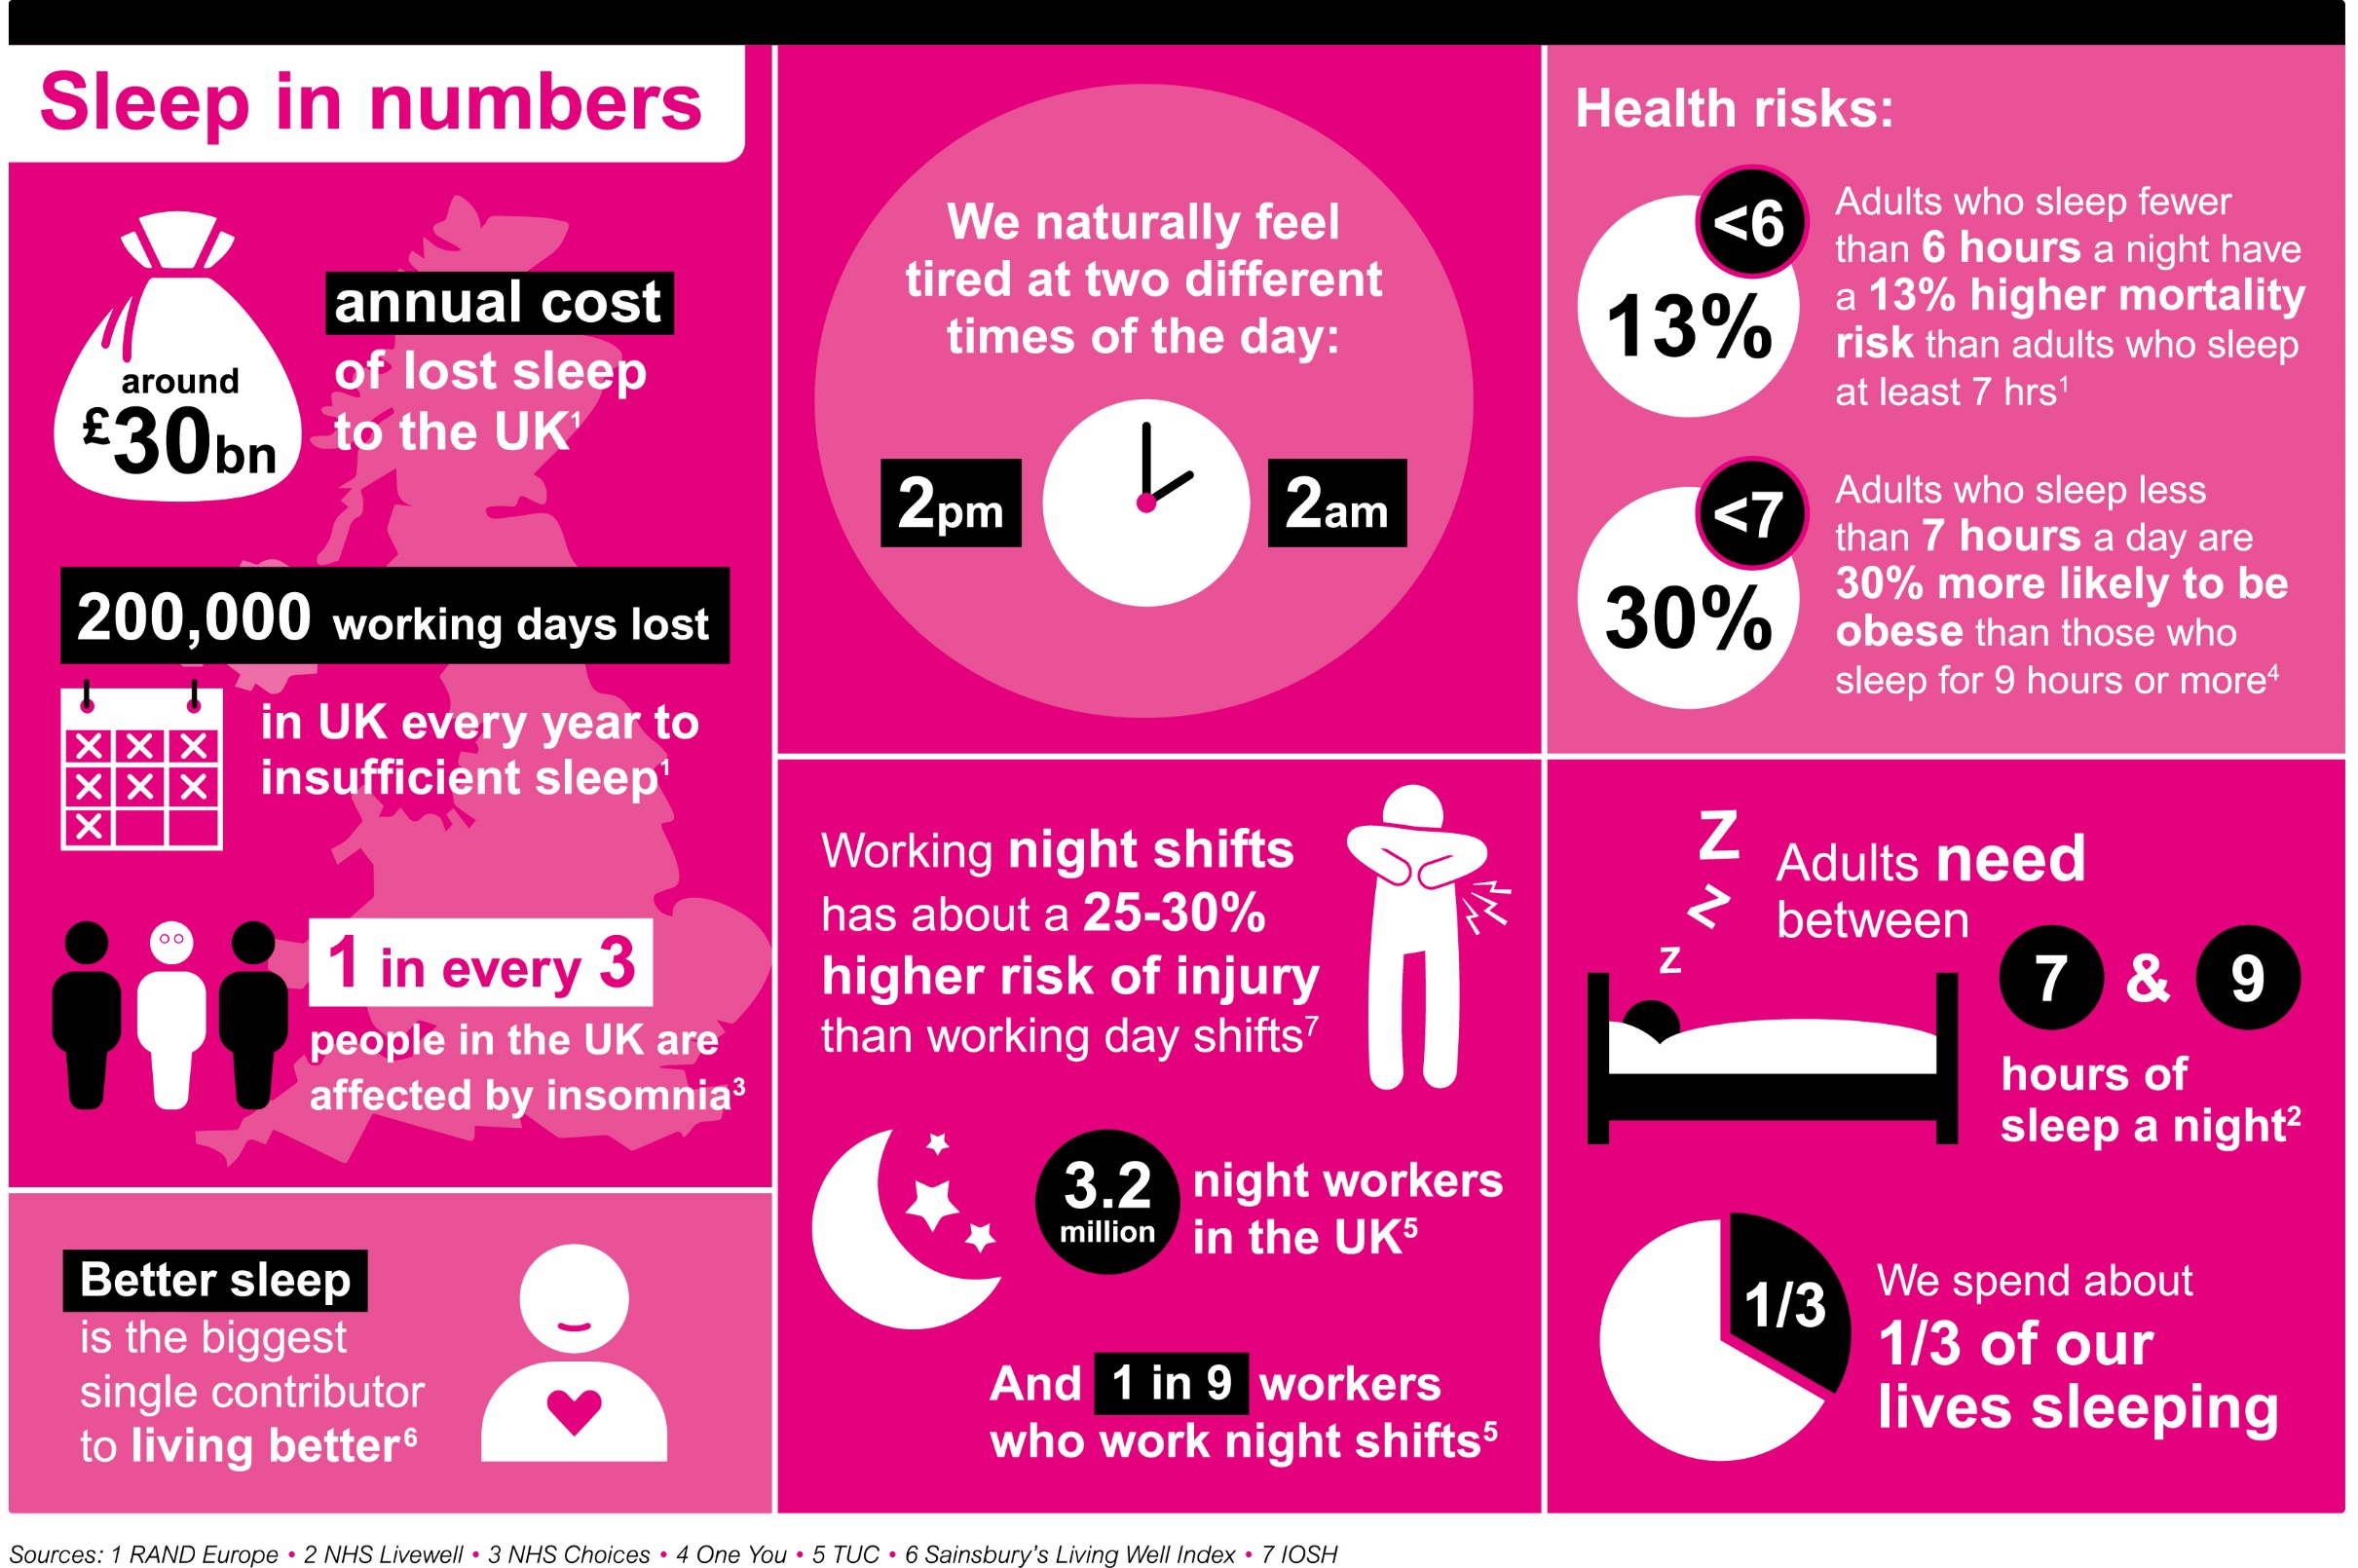 Sleep in numbers
around
£30bn
annual cost
of lost sleep
to the UK¹
200,000 working days lost
in UK every year to
insufficient sleep¹
1 in every 3
people in the UK are
affected by insomnia³
Better sleep
is the biggest
single contributor
to living better⁶
We naturally feel
tired at two different
times of the day:
2pm
2am
Working night shifts
has about a 25-30%
higher risk of injury
than working day shifts⁷
3.2
million
night workers
in the UK⁵
And 1 in 9 workers
who work night shifts⁵
Health risks:
<6
13%
Adults who sleep fewer
than 6 hours a night have
a 13% higher mortality
risk than adults who sleep
at least 7 hrs¹
<7
30%
Adults who sleep less
than 7 hours a day are
30% more likely to be
obese than those who
sleep for 9 hours or more⁴
Z
Z
Z
Adults need
between
7 & 9
hours of
sleep a night²
1/3
We spend about
1/3 of our
lives sleeping
Sources: 1 RAND Europe • 2 NHS Livewell • 3 NHS Choices • 4 One You • 5 TUC • 6 Sainsbury's Living Well Index • 7 IOSH